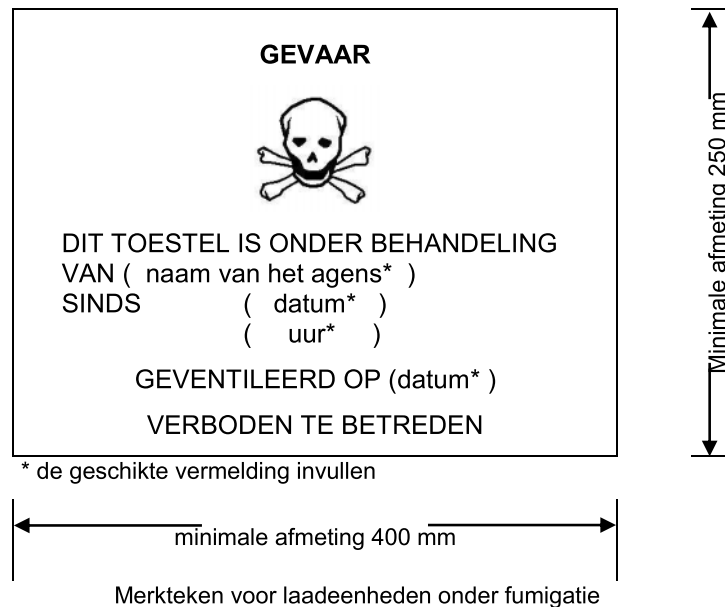 GEVAAR
DIT TOESTEL IS ONDER BEHANDELING
VAN ( naam van het agens* )
SINDS ( datum* )
( uur* )
GEVENTILEERD OP (datum* )
VERBODEN TE BETREDEN
* de geschikte vermelding invullen
minimale afmeting 400 mm
Minimale afmeting 250 mm
Merkteken voor laadeenheden onder fumigatie